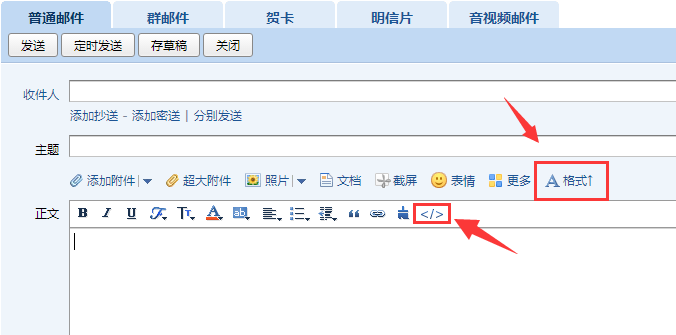 普通邮件 群邮件 贺卡 明信片 音视频邮件
发送 定时发送 存草稿 关闭
收件人
添加抄送 - 添加密送 | 分别发送
主题
添加附件 | 超大附件 照片 | 文档 截屏 表情 更多 A 格式↑
正文 B I U F TT A ab </>